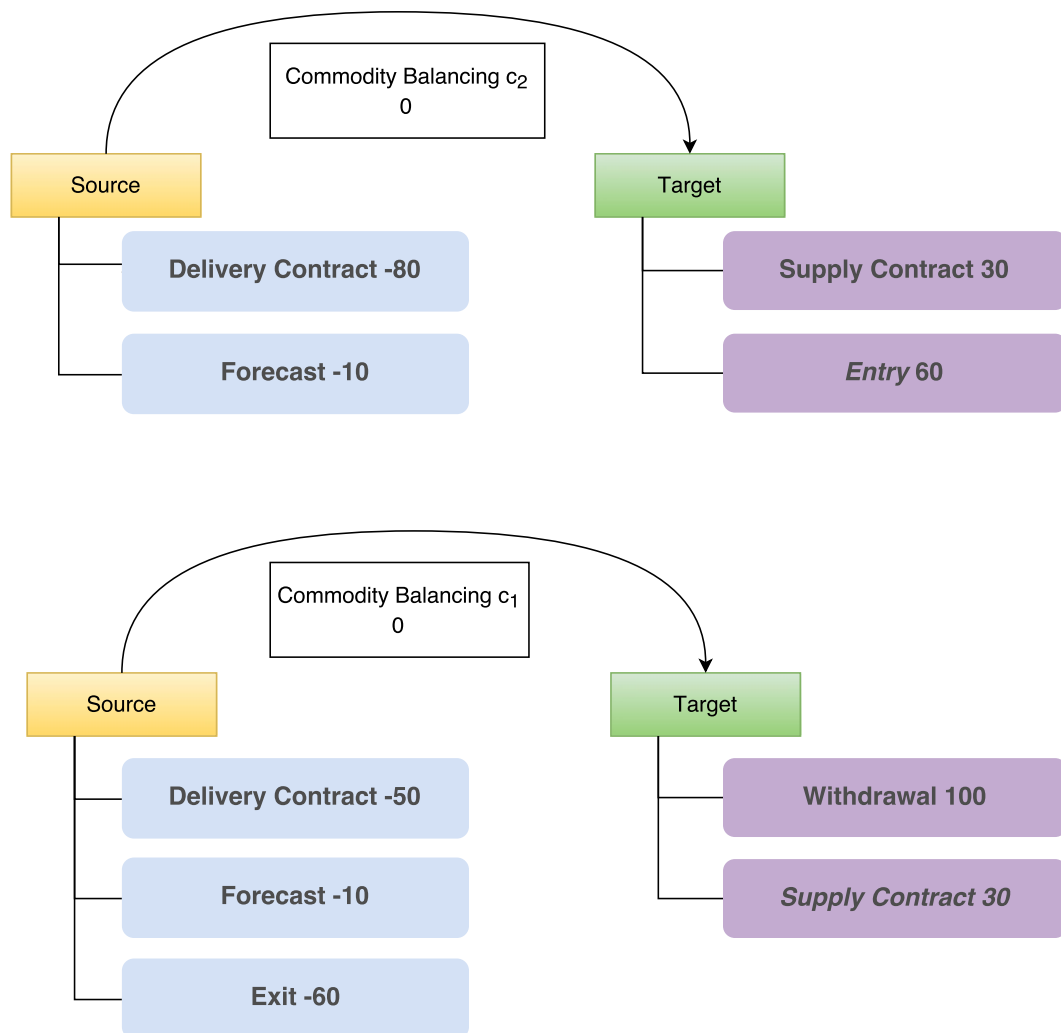 Commodity Balancing c₂
0
Source
Target
Delivery Contract -80
Supply Contract 30
Forecast -10
Entry 60
Commodity Balancing c₁
0
Source
Target
Delivery Contract -50
Withdrawal 100
Forecast -10
Supply Contract 30
Exit -60